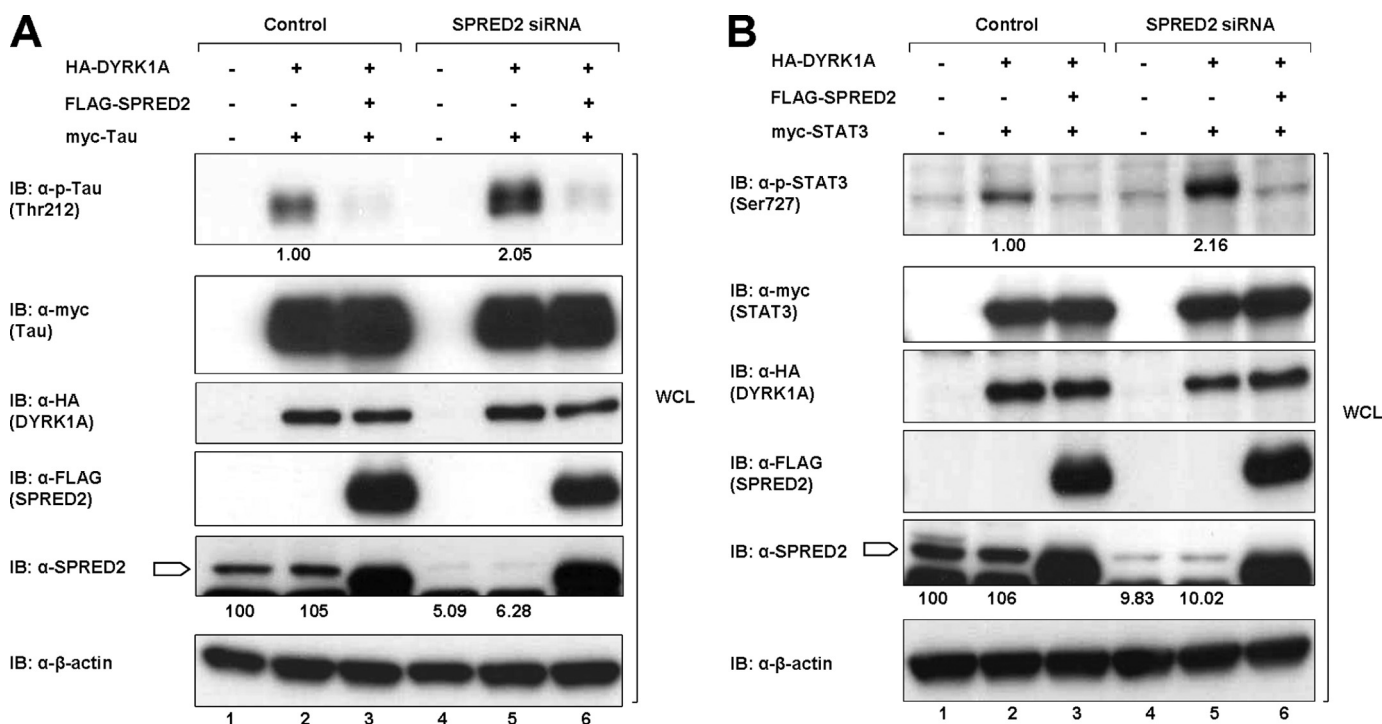 A
Control SPRED2 siRNA
HA-DYRK1A - + + - + +
FLAG-SPRED2 - - + - - +
myc-Tau - + + - + +
IB: α-p-Tau
(Thr212)
1.00 2.05
IB: α-myc
(Tau)
IB: α-HA
(DYRK1A)
WCL
IB: α-FLAG
(SPRED2)
IB: α-SPRED2
100 105 5.09 6.28
IB: α-β-actin
1 2 3 4 5 6
B
Control SPRED2 siRNA
HA-DYRK1A - + + - + +
FLAG-SPRED2 - - + - - +
myc-STAT3 - + + - + +
IB: α-p-STAT3
(Ser727)
1.00 2.16
IB: α-myc
(STAT3)
IB: α-HA
(DYRK1A)
WCL
IB: α-FLAG
(SPRED2)
IB: α-SPRED2
100 106 9.83 10.02
IB: α-β-actin
1 2 3 4 5 6